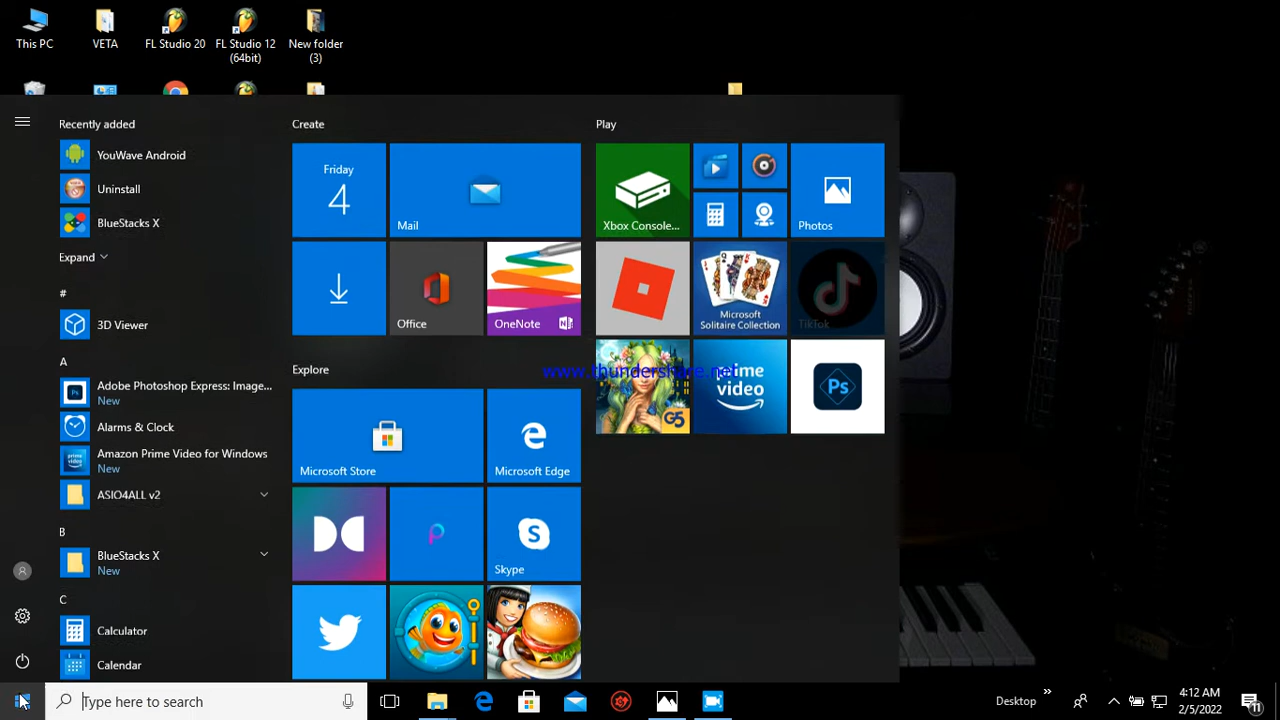 This PC
VETA
FL Studio 20
FL Studio 12
(64bit)
New folder
(3)
Recently added
YouWave Android
Uninstall
BlueStacks X
Expand
#
3D Viewer
A
Adobe Photoshop Express: Image...
New
Alarms & Clock
Amazon Prime Video for Windows
New
ASIO4ALL v2
B
BlueStacks X
New
C
Calculator
Calendar
Create
Friday
4
Mail
Office
OneNote
N
Explore
Microsoft Store
Microsoft Edge
Skype
Play
Xbox Console...
Photos
Microsoft
Solitaire Collection
TikTok
www.thundershare.net
G5
prime
video
Ps
Type here to search
Desktop
4:12 AM
2/5/2022
11